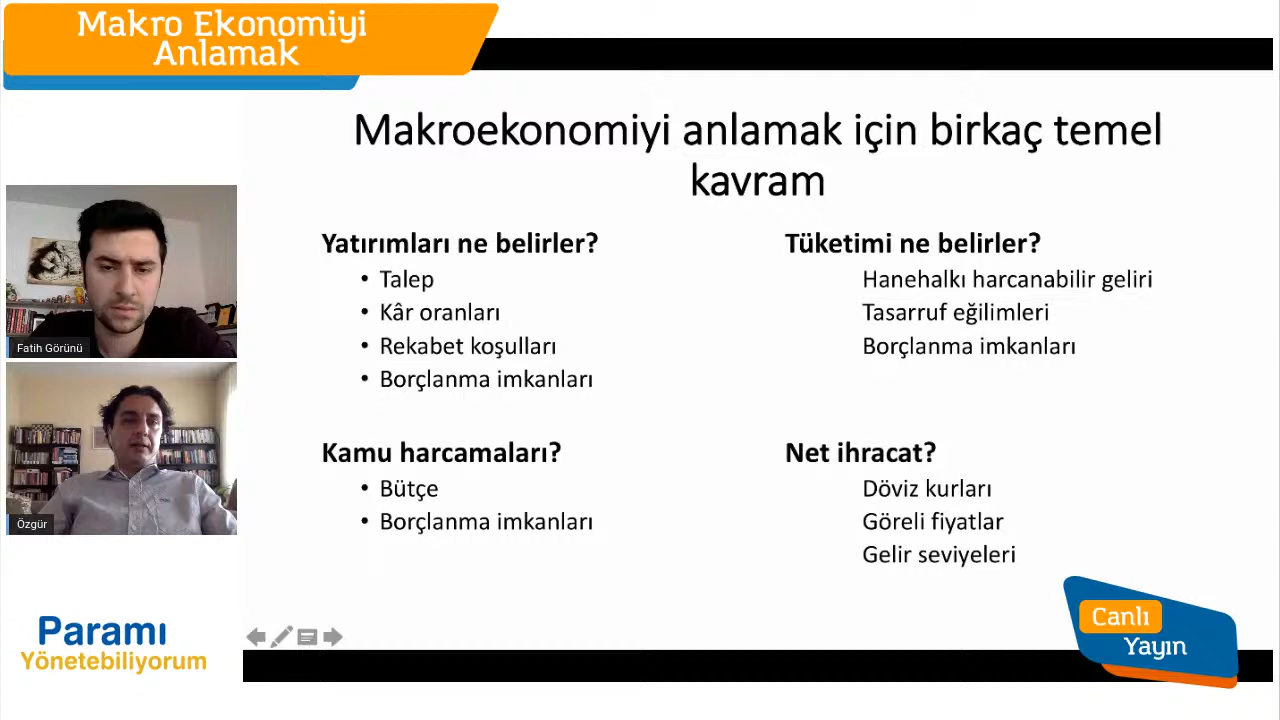 Makro Ekonomiyi
Anlamak
Makroekonomiyi anlamak için birkaç temel
kavram
Yatırımları ne belirler?
• Talep
• Kâr oranları
• Rekabet koşulları
• Borçlanma imkanları
Tüketimi ne belirler?
Hanehalkı harcanabilir geliri
Tasarruf eğilimleri
Borçlanma imkanları
Kamu harcamaları?
• Bütçe
• Borçlanma imkanları
Net ihracat?
Döviz kurları
Göreli fiyatlar
Gelir seviyeleri
Fatih Görünü
Özgür
Paramı
Yönetebiliyorum
Canlı
Yayın